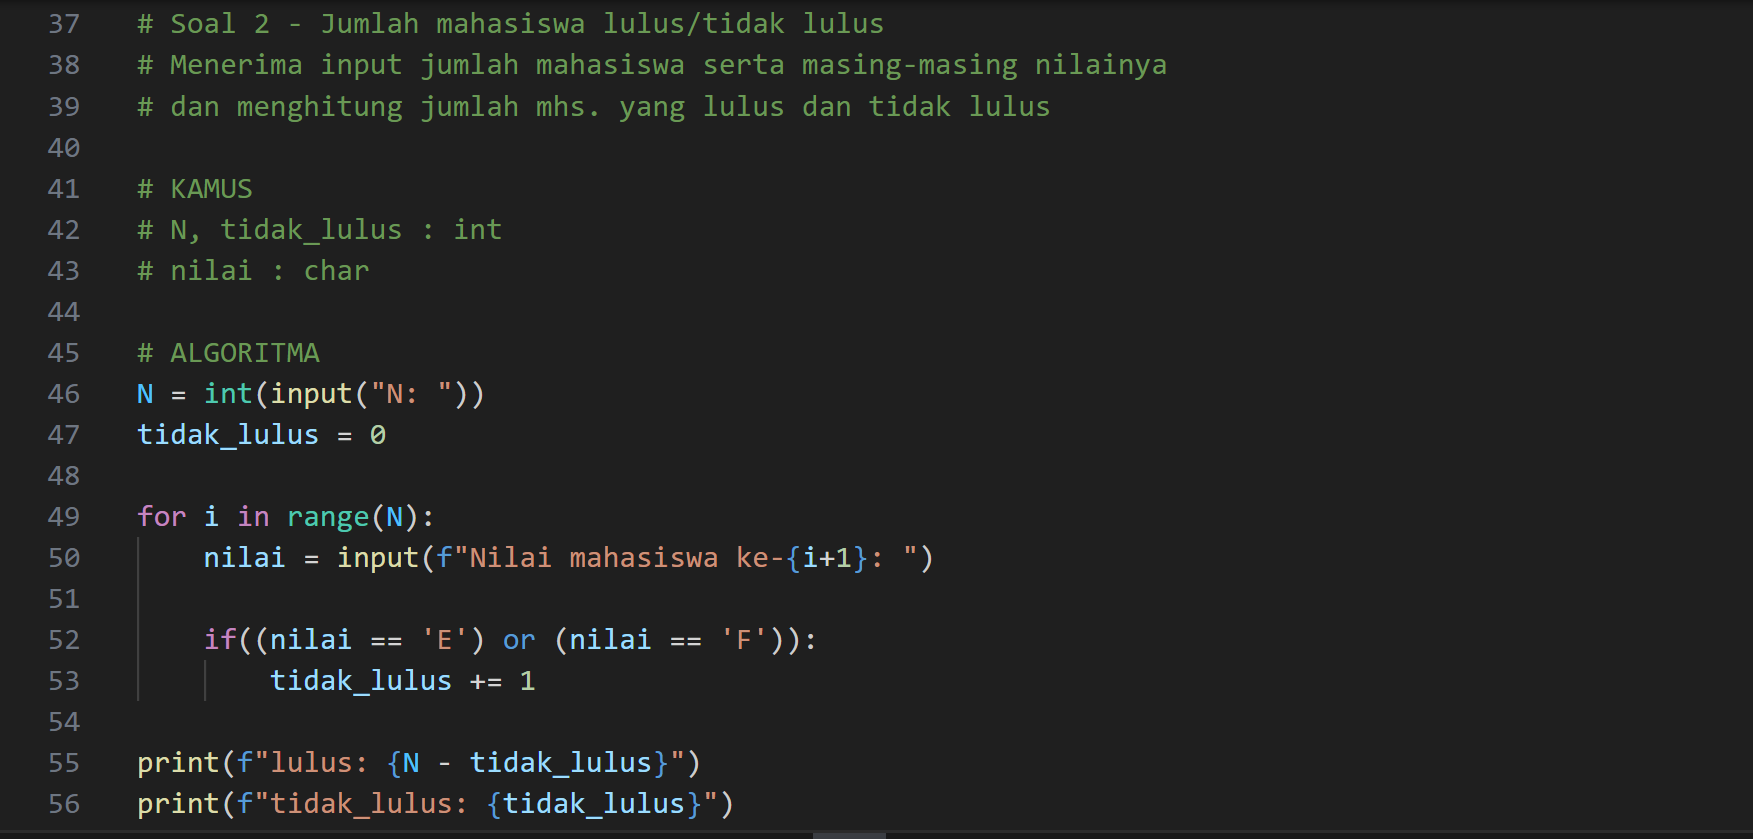 37 # Soal 2 - Jumlah mahasiswa lulus/tidak lulus
38 # Menerima input jumlah mahasiswa serta masing-masing nilainya
39 # dan menghitung jumlah mhs. yang lulus dan tidak lulus
40
41 # KAMUS
42 # N, tidak_lulus : int
43 # nilai : char
44
45 # ALGORITMA
46 N = int(input("N: "))
47 tidak_lulus = 0
48
49 for i in range(N):
50     nilai = input(f"Nilai mahasiswa ke-{i+1}: ")
51
52     if((nilai == 'E') or (nilai == 'F')):
53         tidak_lulus += 1
54
55 print(f"lulus: {N - tidak_lulus}")
56 print(f"tidak_lulus: {tidak_lulus}")